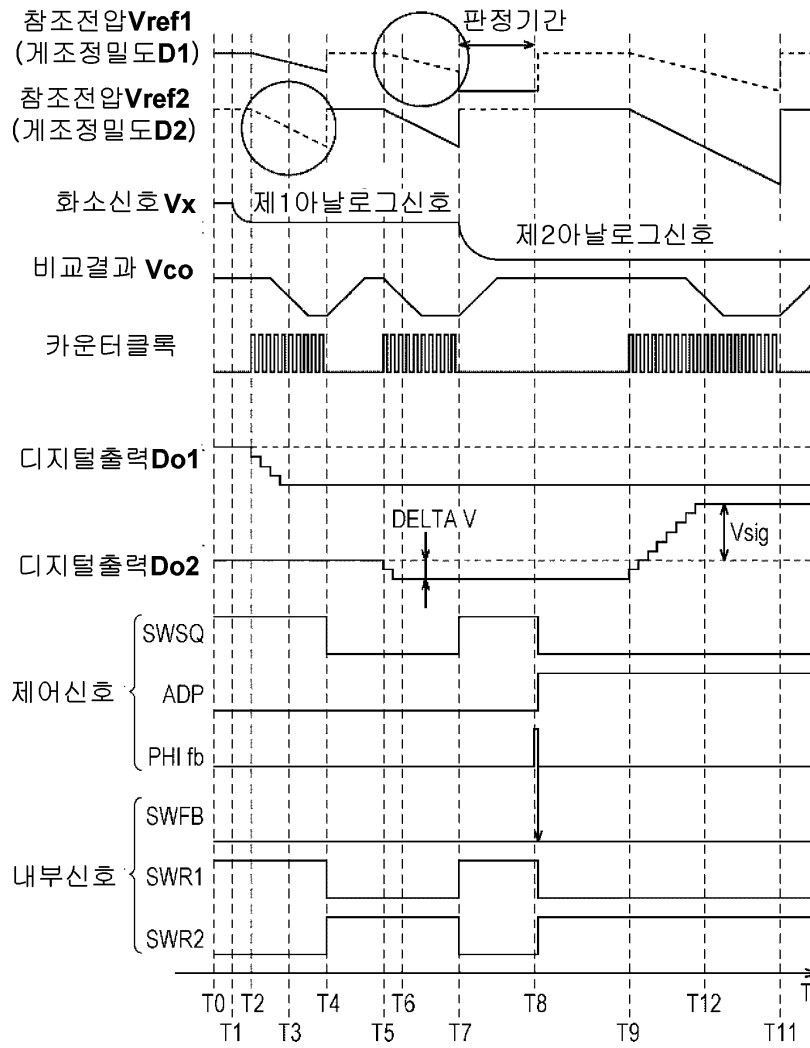 참조전압Vref1
(게조정밀도D1)
판정기간
참조전압Vref2
(게조정밀도D2)
화소신호Vx
제1아날로그신호
제2아날로그신호
비교결과 Vco
카운터클록
디지털출력Do1
DELTA V
Vsig
디지털출력Do2
SWSQ
제어신호
ADP
PHI fb
SWFB
내부신호
SWR1
SWR2
T
T0 T2 T4 T6 T8 T12
T1 T3 T5 T7 T9 T11